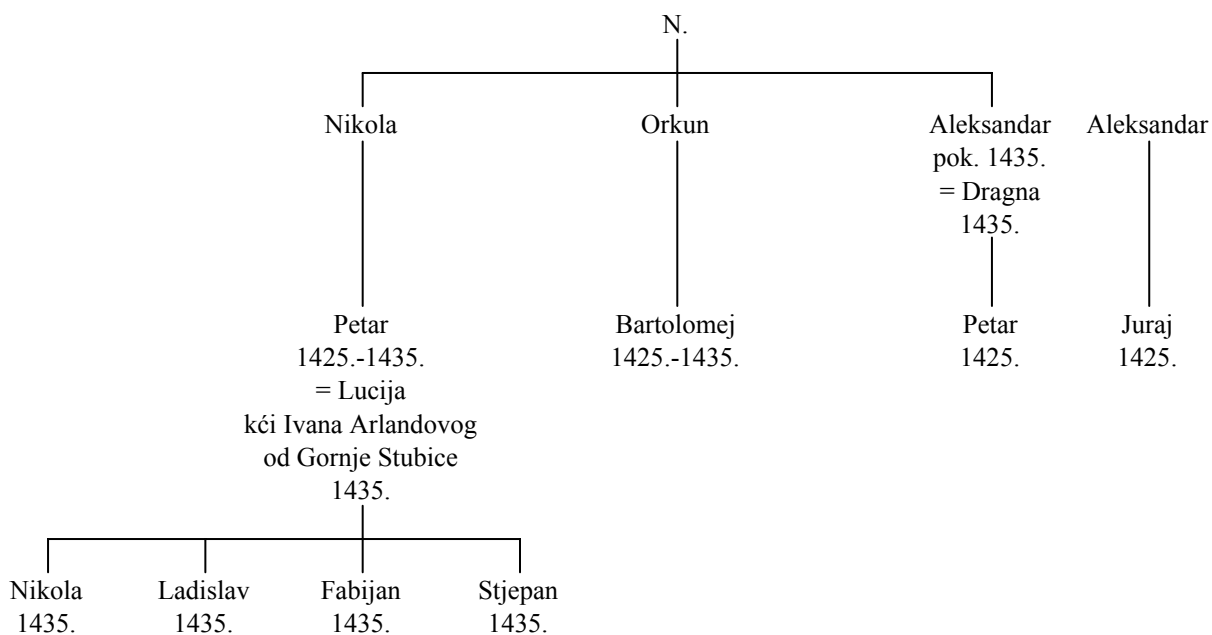 N.
Nikola Orkun Aleksandar Aleksandar
pok. 1435.
= Dragna
1435.
Petar Bartolomej Petar Juraj
1425.-1435. 1425.-1435. 1425. 1425.
= Lucija
kći Ivana Arlandovog
od Gornje Stubice
1435.
Nikola Ladislav Fabijan Stjepan
1435. 1435. 1435. 1435.